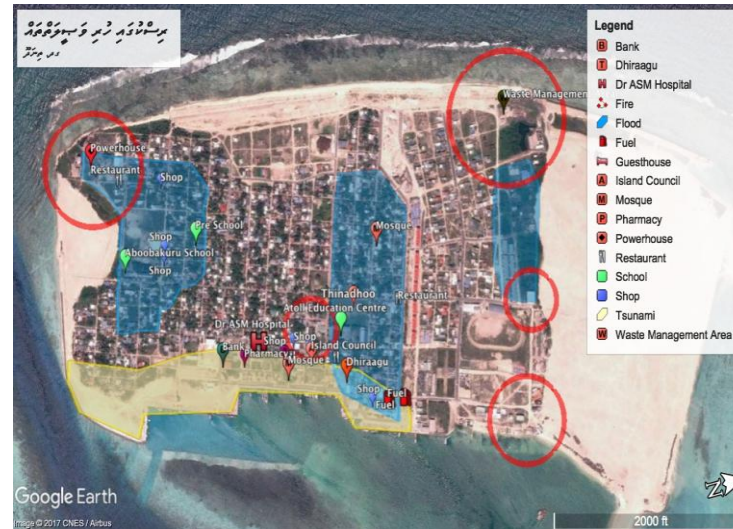 ރިސްކުގައި ހުރި ވަޞީލަތްތައް
ގދ. ތިނަދޫ
Legend
Bank
Dhiraagu
Dr ASM Hospital
Fire
Flood
Fuel
Guesthouse
Island Council
Mosque
Pharmacy
Powerhouse
Restaurant
School
Shop
Tsunami
Waste Management Area
Waste Management
Powerhouse
Restaurant
Shop
Pre School
Shop
Mosque
Aboobakuru School
Shop
Thinadhoo
Restaurant
Atoll Education Centre
Dr ASM Hospital
Shop
Shop
Island Council
Bank
Pharmacy
Mosque
Dhiraagu
Shop
Fuel
Fuel
Google Earth
Image © 2017 CNES / Airbus
N
2000 ft